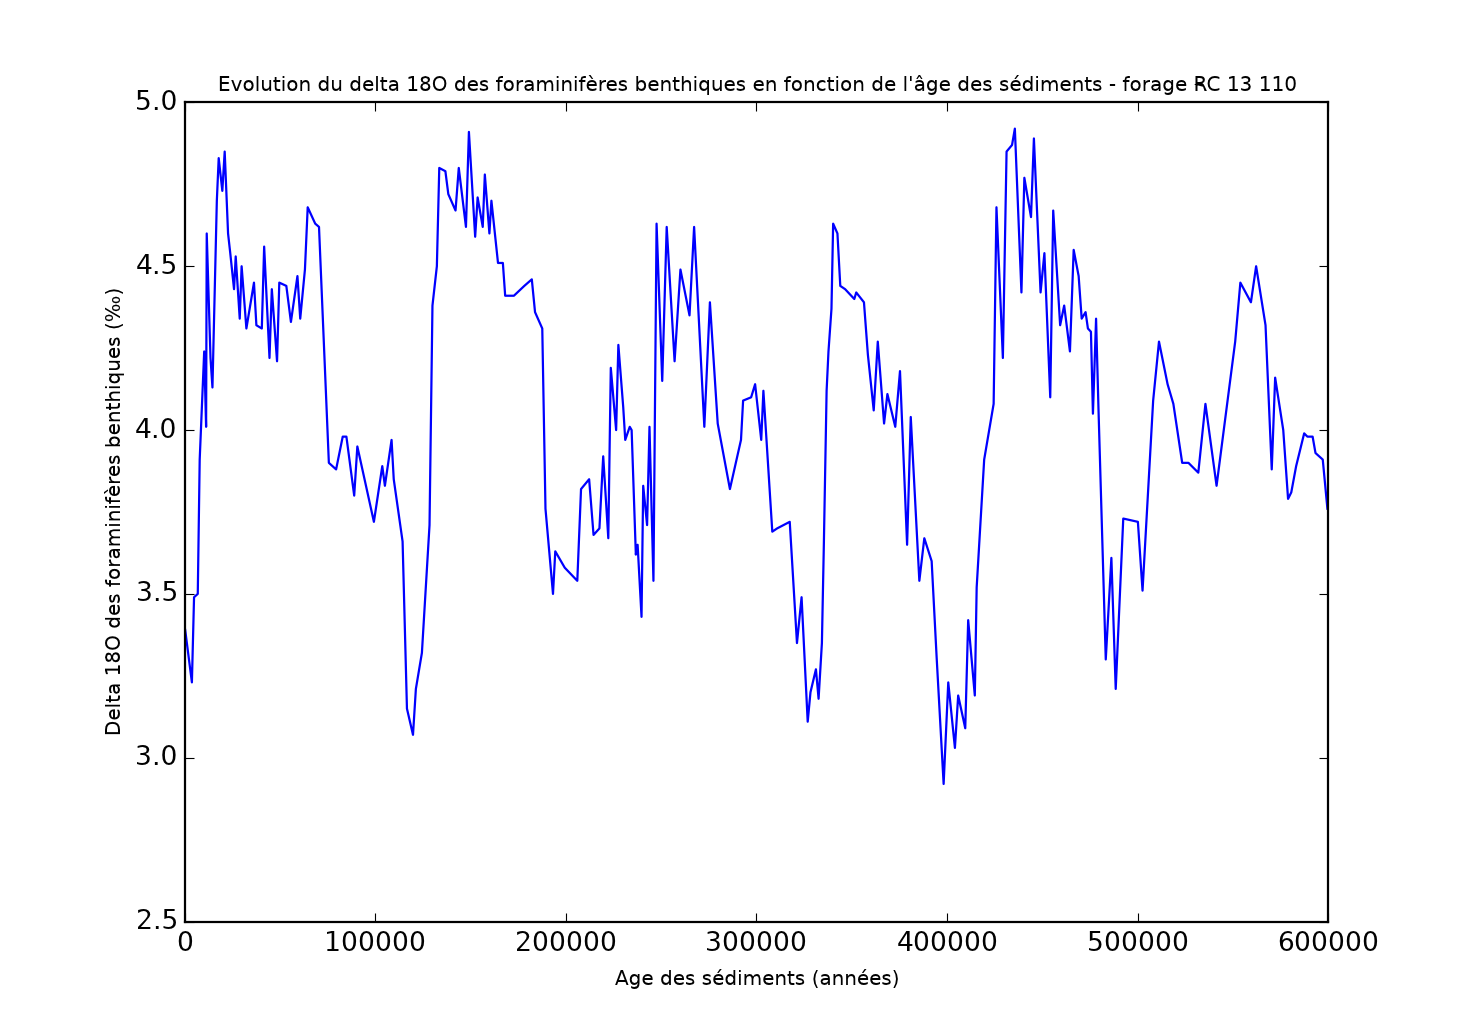 Evolution du delta 18O des foraminifères benthiques en fonction de l'âge des sédiments - forage RC 13 110
5.0
4.5
4.0
3.5
3.0
2.5
Delta 18O des foraminifères benthiques (‰)
0 100000 200000 300000 400000 500000 600000
Age des sédiments (années)